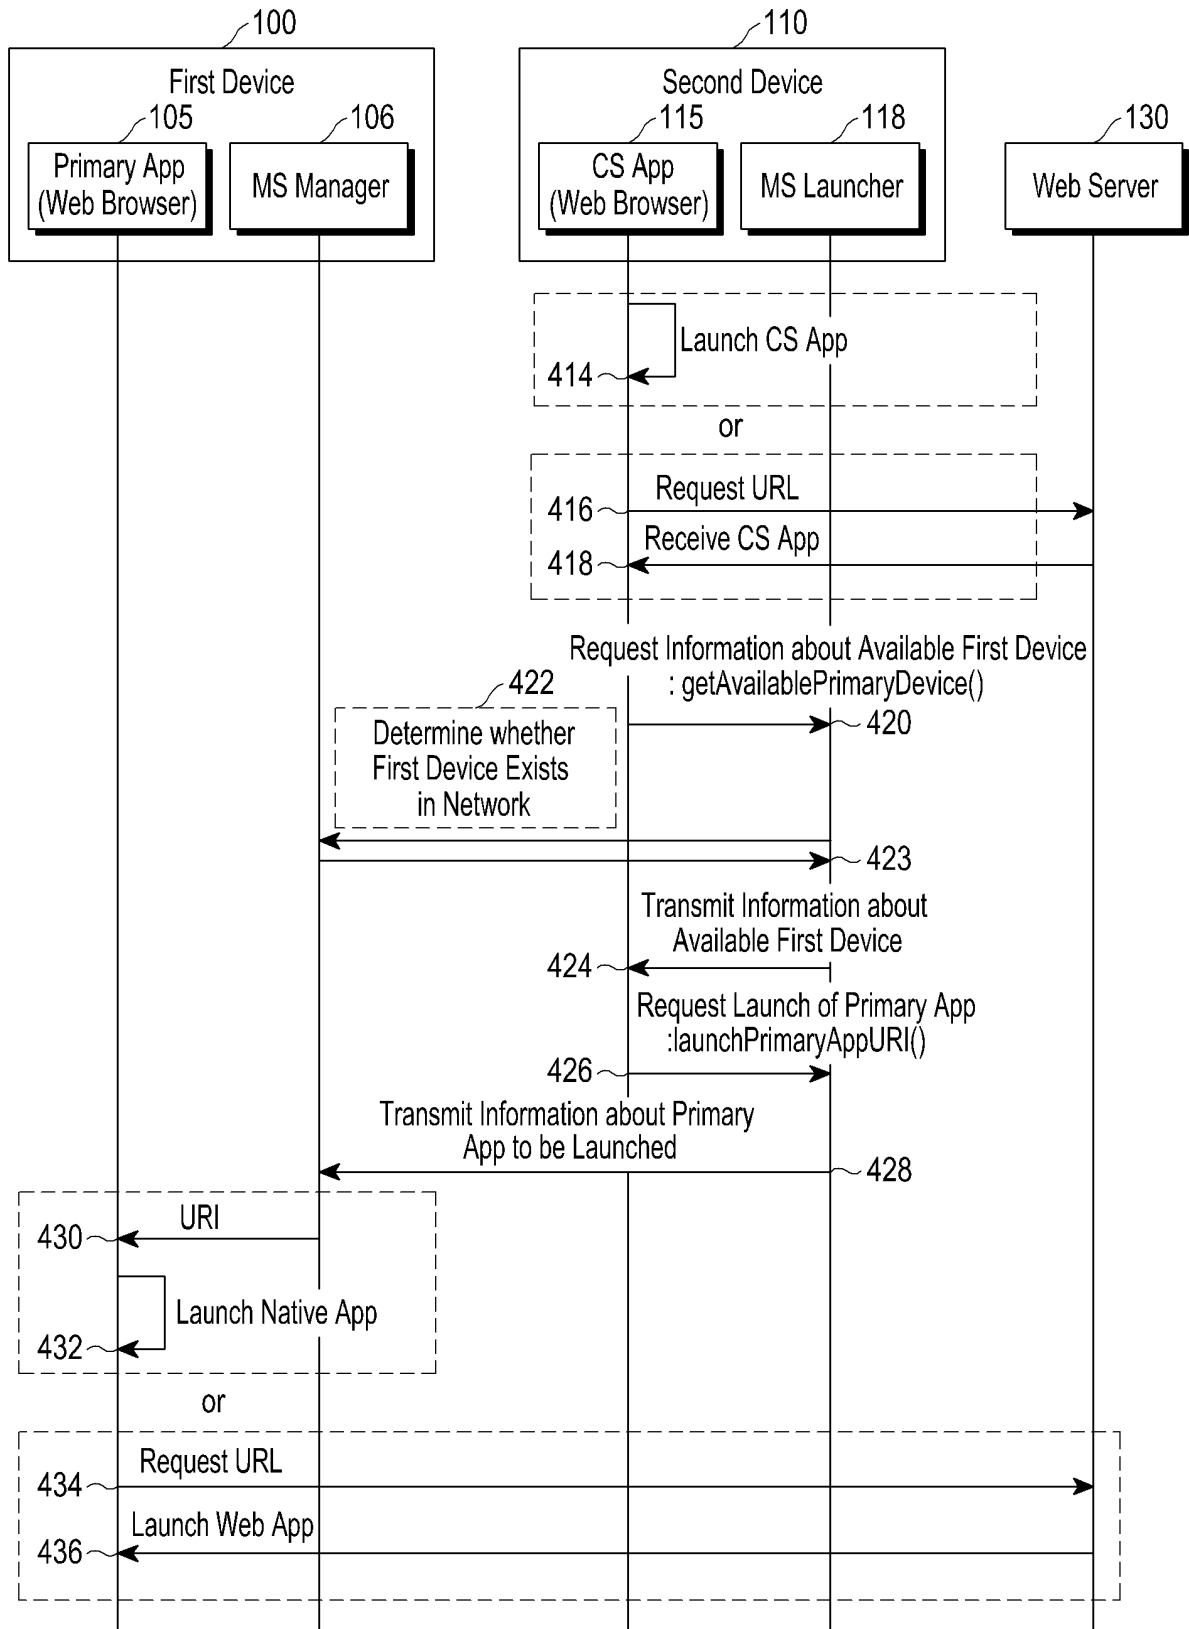 100
110
First Device
Second Device
105
106
115
118
130
Primary App
(Web Browser)
MS Manager
CS App
(Web Browser)
MS Launcher
Web Server
Launch CS App
414
or
Request URL
416
Receive CS App
418
Request Information about Available First Device
: getAvailablePrimaryDevice()
422
420
Determine whether
First Device Exists
in Network
423
Transmit Information about
Available First Device
424
Request Launch of Primary App
:launchPrimaryAppURI()
426
Transmit Information about Primary
App to be Launched
428
URI
430
Launch Native App
432
or
Request URL
434
Launch Web App
436